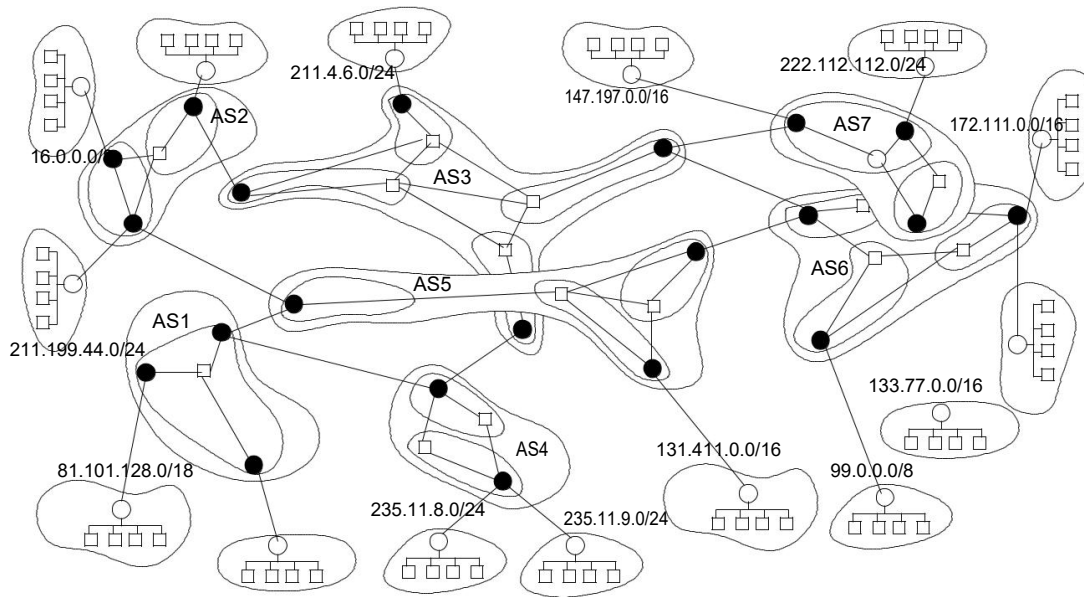 211.4.6.0/24
147.197.0.0/16
222.112.112.0/24
AS2
AS7
172.111.0.0/16
16.0.0.0/8
AS3
AS6
AS5
AS1
211.199.44.0/24
133.77.0.0/16
AS4
131.411.0.0/16
81.101.128.0/18
99.0.0.0/8
235.11.8.0/24
235.11.9.0/24